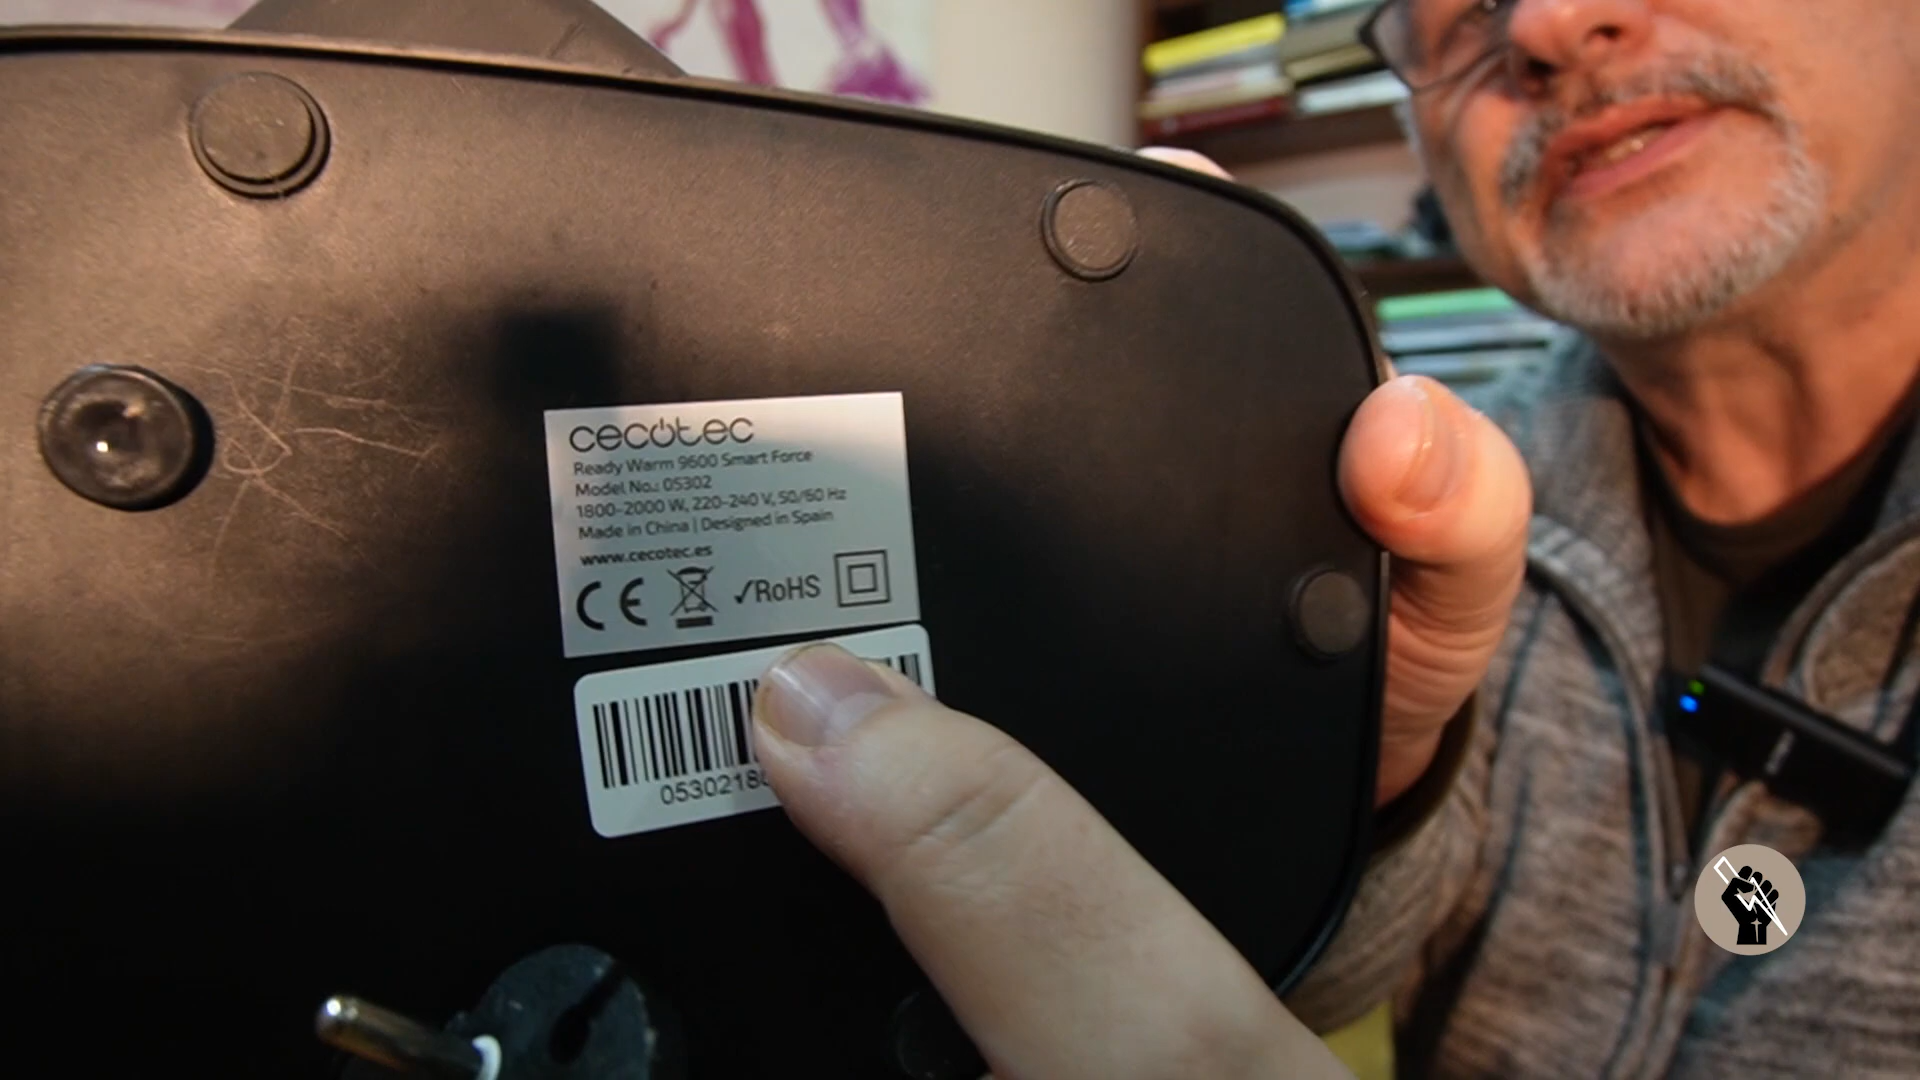 cecotec
Ready Warm 9600 Smart Force
Model No.: 05302
1800-2000 W, 220-240 V, 50/60 Hz
Made in China | Designed in Spain
www.cecotec.es
CE ✓RoHS
0530218